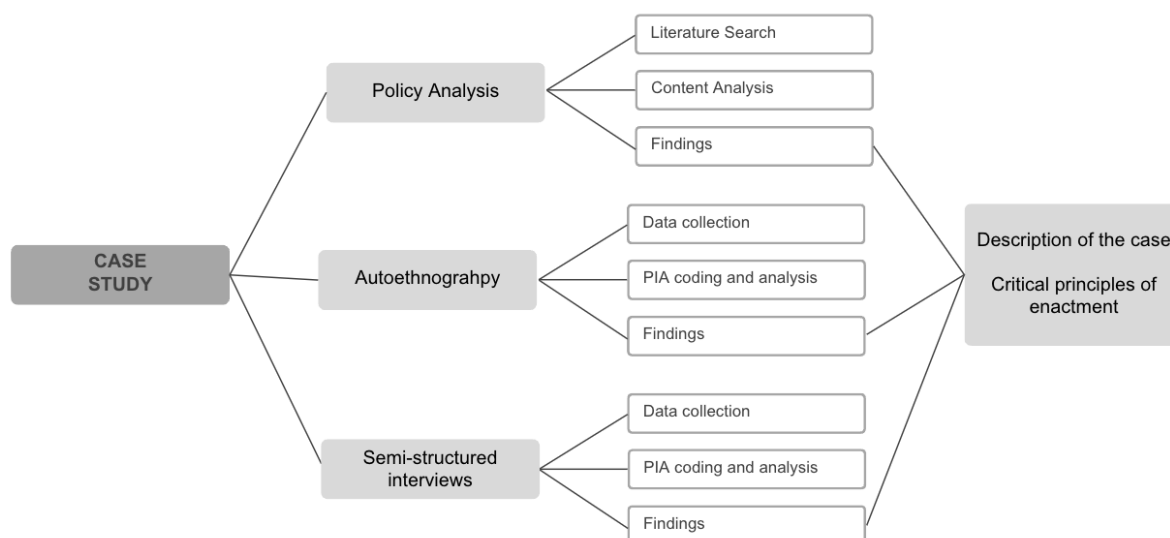 CASE
STUDY
Policy Analysis
Literature Search
Content Analysis
Findings
Autoethnograhpy
Data collection
PIA coding and analysis
Findings
Semi-structured
interviews
Data collection
PIA coding and analysis
Findings
Description of the case
Critical principles of
enactment